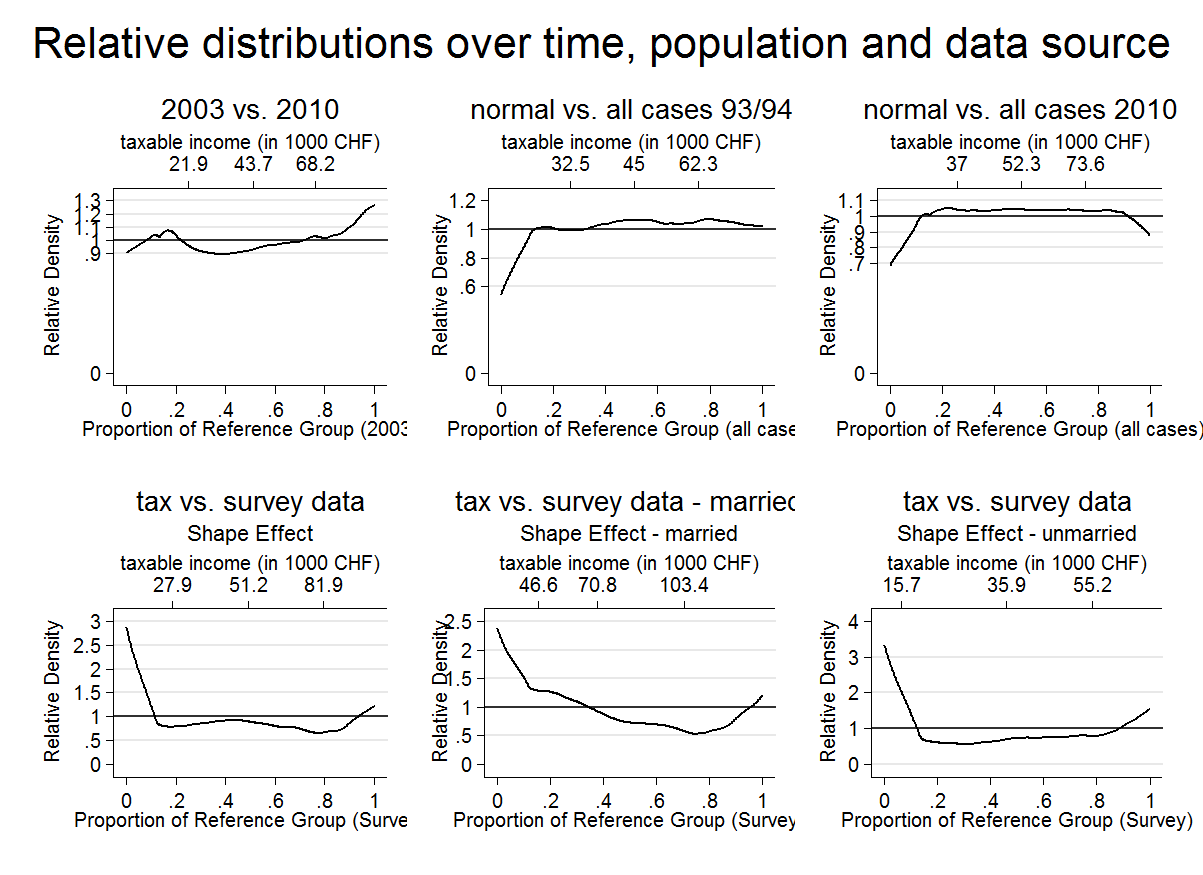 Relative distributions over time, population and data source
2003 vs. 2010
taxable income (in 1000 CHF)
21.9 43.7 68.2
Relative Density
1.3
1.2
1.1
1
.9
0
0 .2 .4 .6 .8 1
Proportion of Reference Group (2003
normal vs. all cases 93/94
taxable income (in 1000 CHF)
32.5 45 62.3
Relative Density
1.2
1
.8
.6
0
0 .2 .4 .6 .8 1
Proportion of Reference Group (all case
normal vs. all cases 2010
taxable income (in 1000 CHF)
37 52.3 73.6
Relative Density
1.1
1
.9
.8
.7
0
0 .2 .4 .6 .8 1
Proportion of Reference Group (all cases)
tax vs. survey data
Shape Effect
taxable income (in 1000 CHF)
27.9 51.2 81.9
Relative Density
3
2.5
2
1.5
1
.5
0
0 .2 .4 .6 .8 1
Proportion of Reference Group (Surve
tax vs. survey data - married
Shape Effect - married
taxable income (in 1000 CHF)
46.6 70.8 103.4
Relative Density
2.5
2
1.5
1
.5
0
0 .2 .4 .6 .8 1
Proportion of Reference Group (Survey
tax vs. survey data
Shape Effect - unmarried
taxable income (in 1000 CHF)
15.7 35.9 55.2
Relative Density
4
3
2
1
0
0 .2 .4 .6 .8 1
Proportion of Reference Group (Survey)